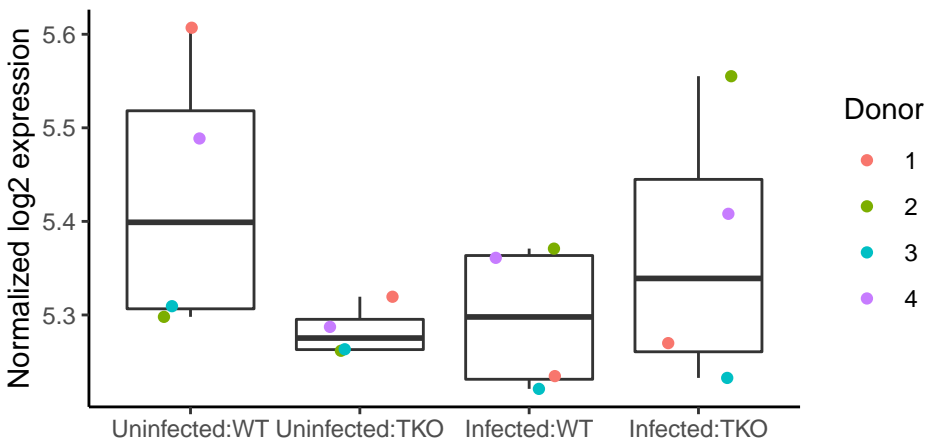 Normalized log2 expression
5.6
5.5
5.4
5.3
Uninfected:WT
Uninfected:TKO
Infected:WT
Infected:TKO
Donor
1
2
3
4